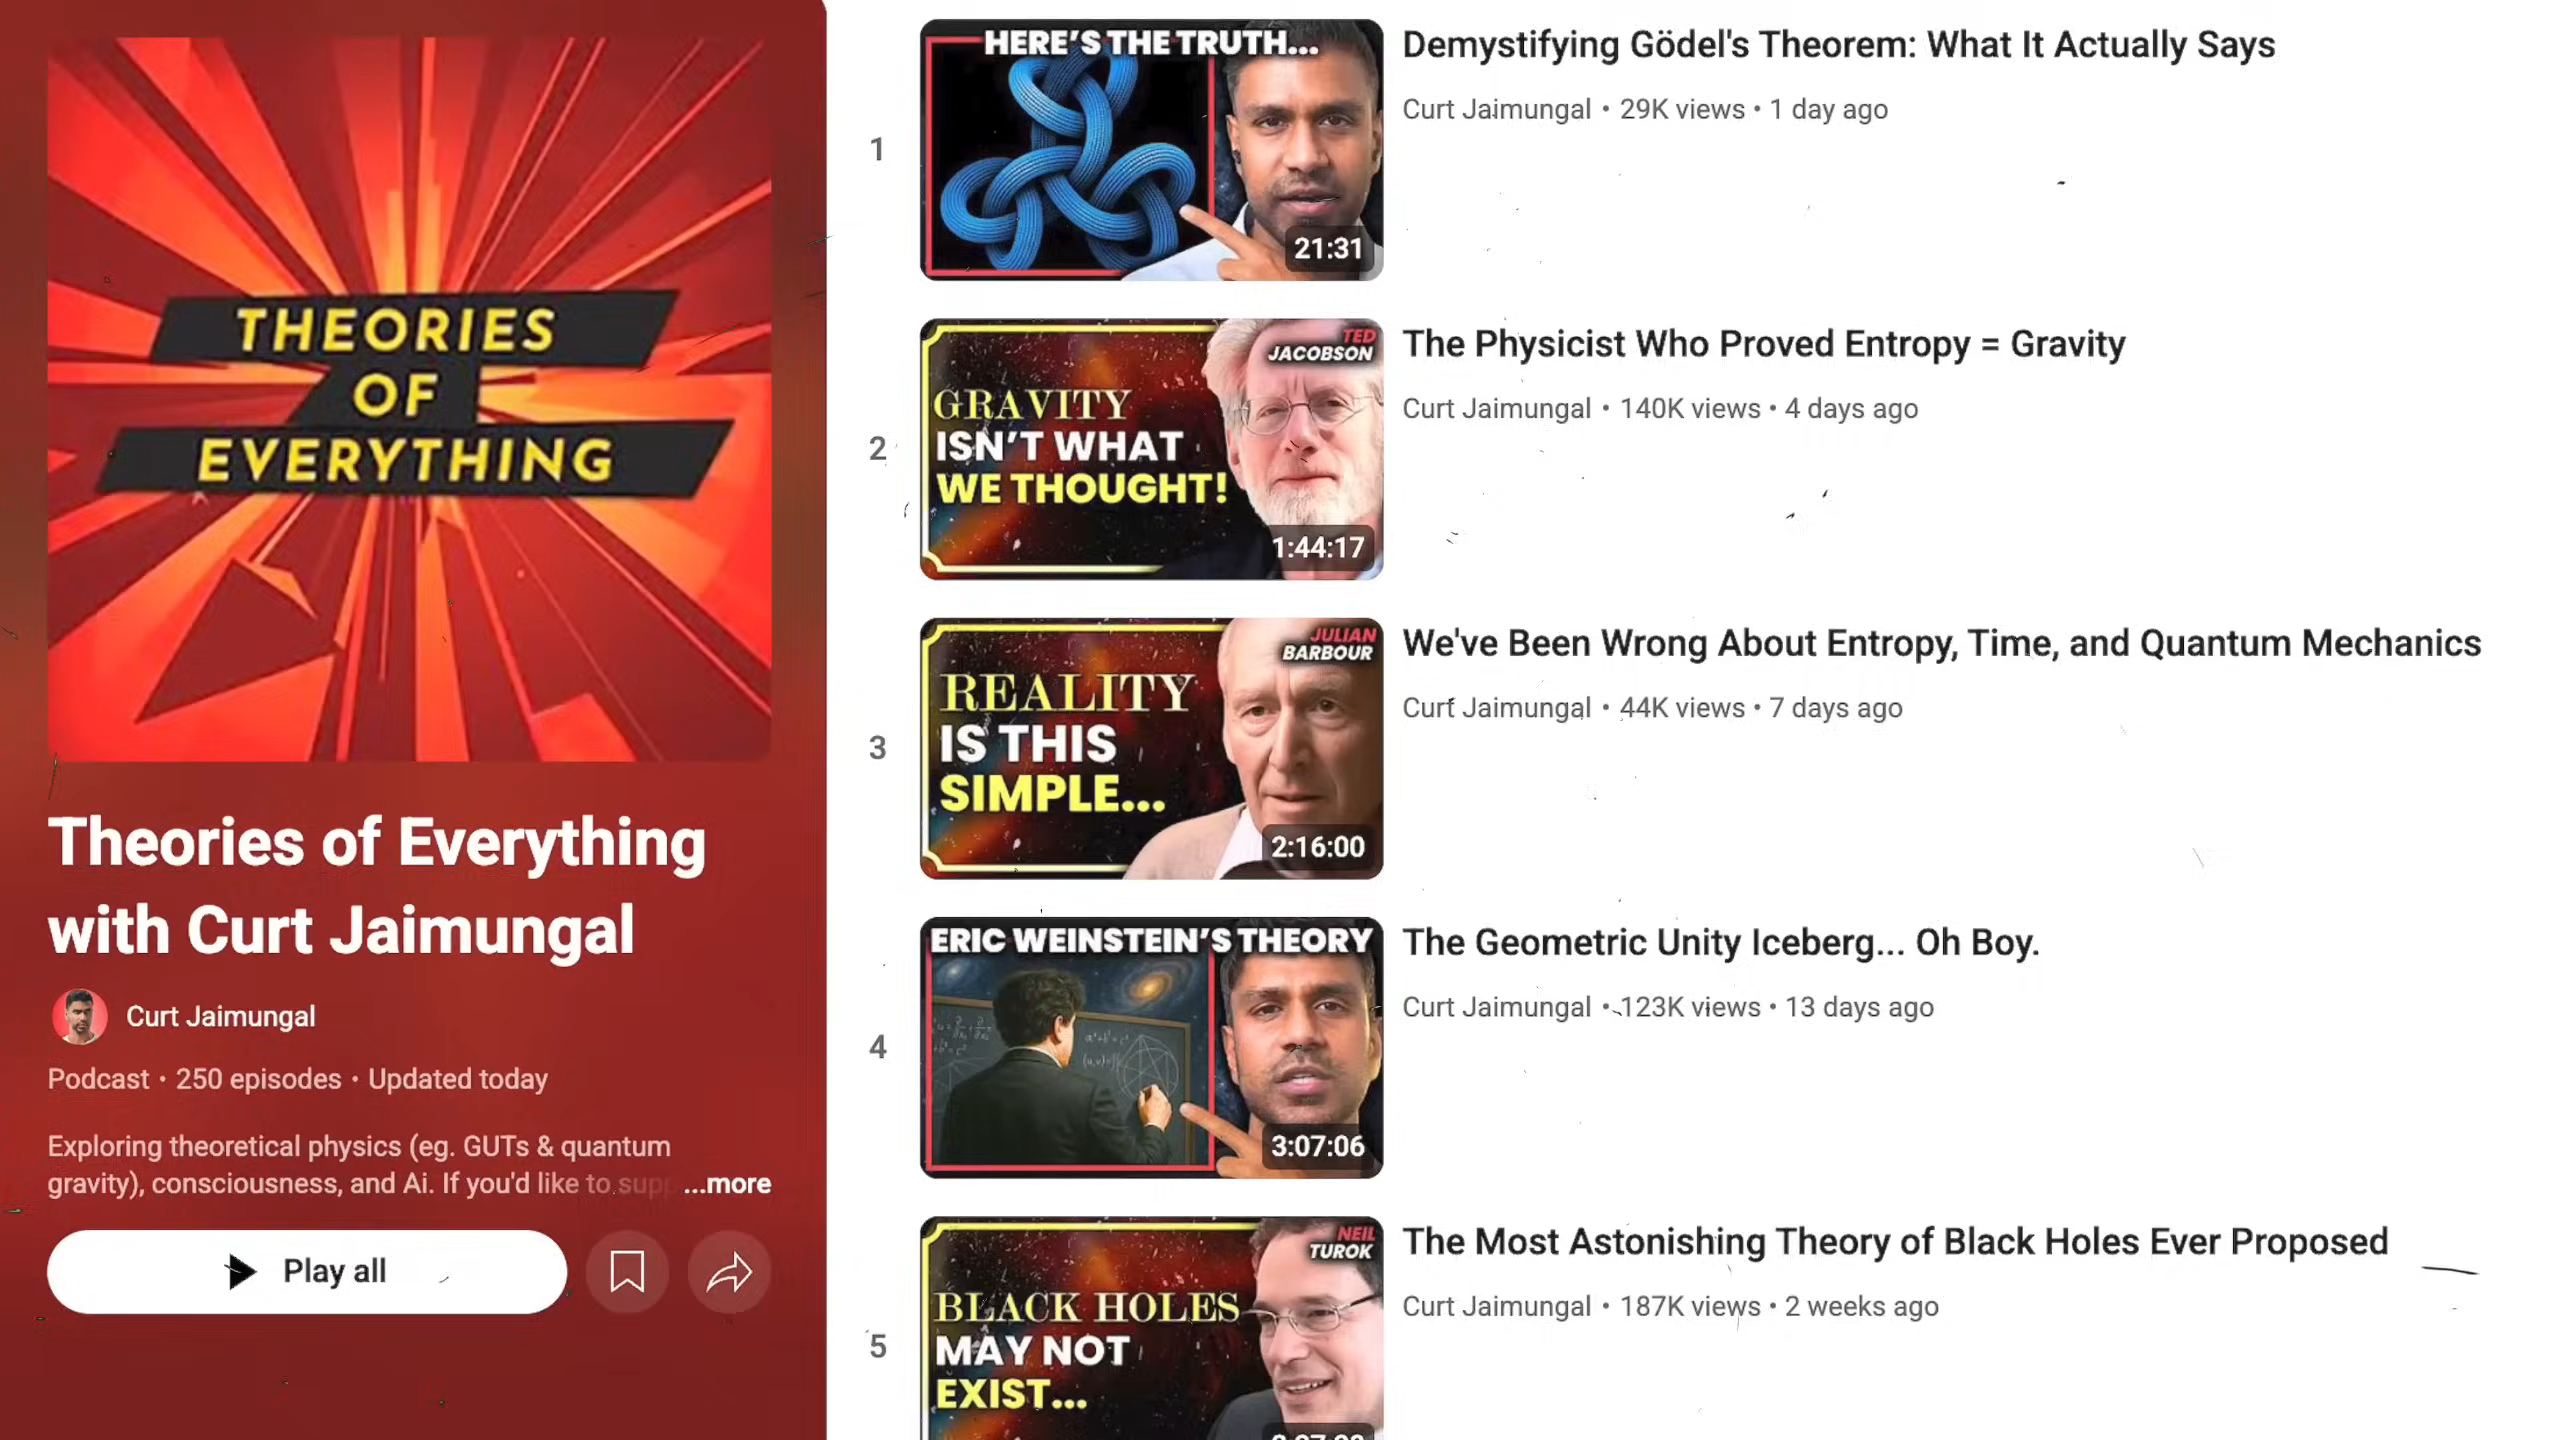 THEORIES
OF
EVERYTHING
Theories of Everything
with Curt Jaimungal
Curt Jaimungal
Podcast • 250 episodes • Updated today
Exploring theoretical physics (eg. GUTs & quantum
gravity), consciousness, and Ai. If you'd like to supp ...more
Play all
1
HERE'S THE TRUTH...
21:31
Demystifying Gödel's Theorem: What It Actually Says
Curt Jaimungal • 29K views • 1 day ago
2
TED
JACOBSON
GRAVITY
ISN'T WHAT
WE THOUGHT!
1:44:17
The Physicist Who Proved Entropy = Gravity
Curt Jaimungal • 140K views • 4 days ago
3
JULIAN
BARBOUR
REALITY
IS THIS
SIMPLE...
2:16:00
We've Been Wrong About Entropy, Time, and Quantum Mechanics
Curt Jaimungal • 44K views • 7 days ago
4
ERIC WEINSTEIN'S THEORY
3:07:06
The Geometric Unity Iceberg... Oh Boy.
Curt Jaimungal • 123K views • 13 days ago
5
NEIL
TUROK
BLACK HOLES
MAY NOT
EXIST...
The Most Astonishing Theory of Black Holes Ever Proposed
Curt Jaimungal • 187K views • 2 weeks ago